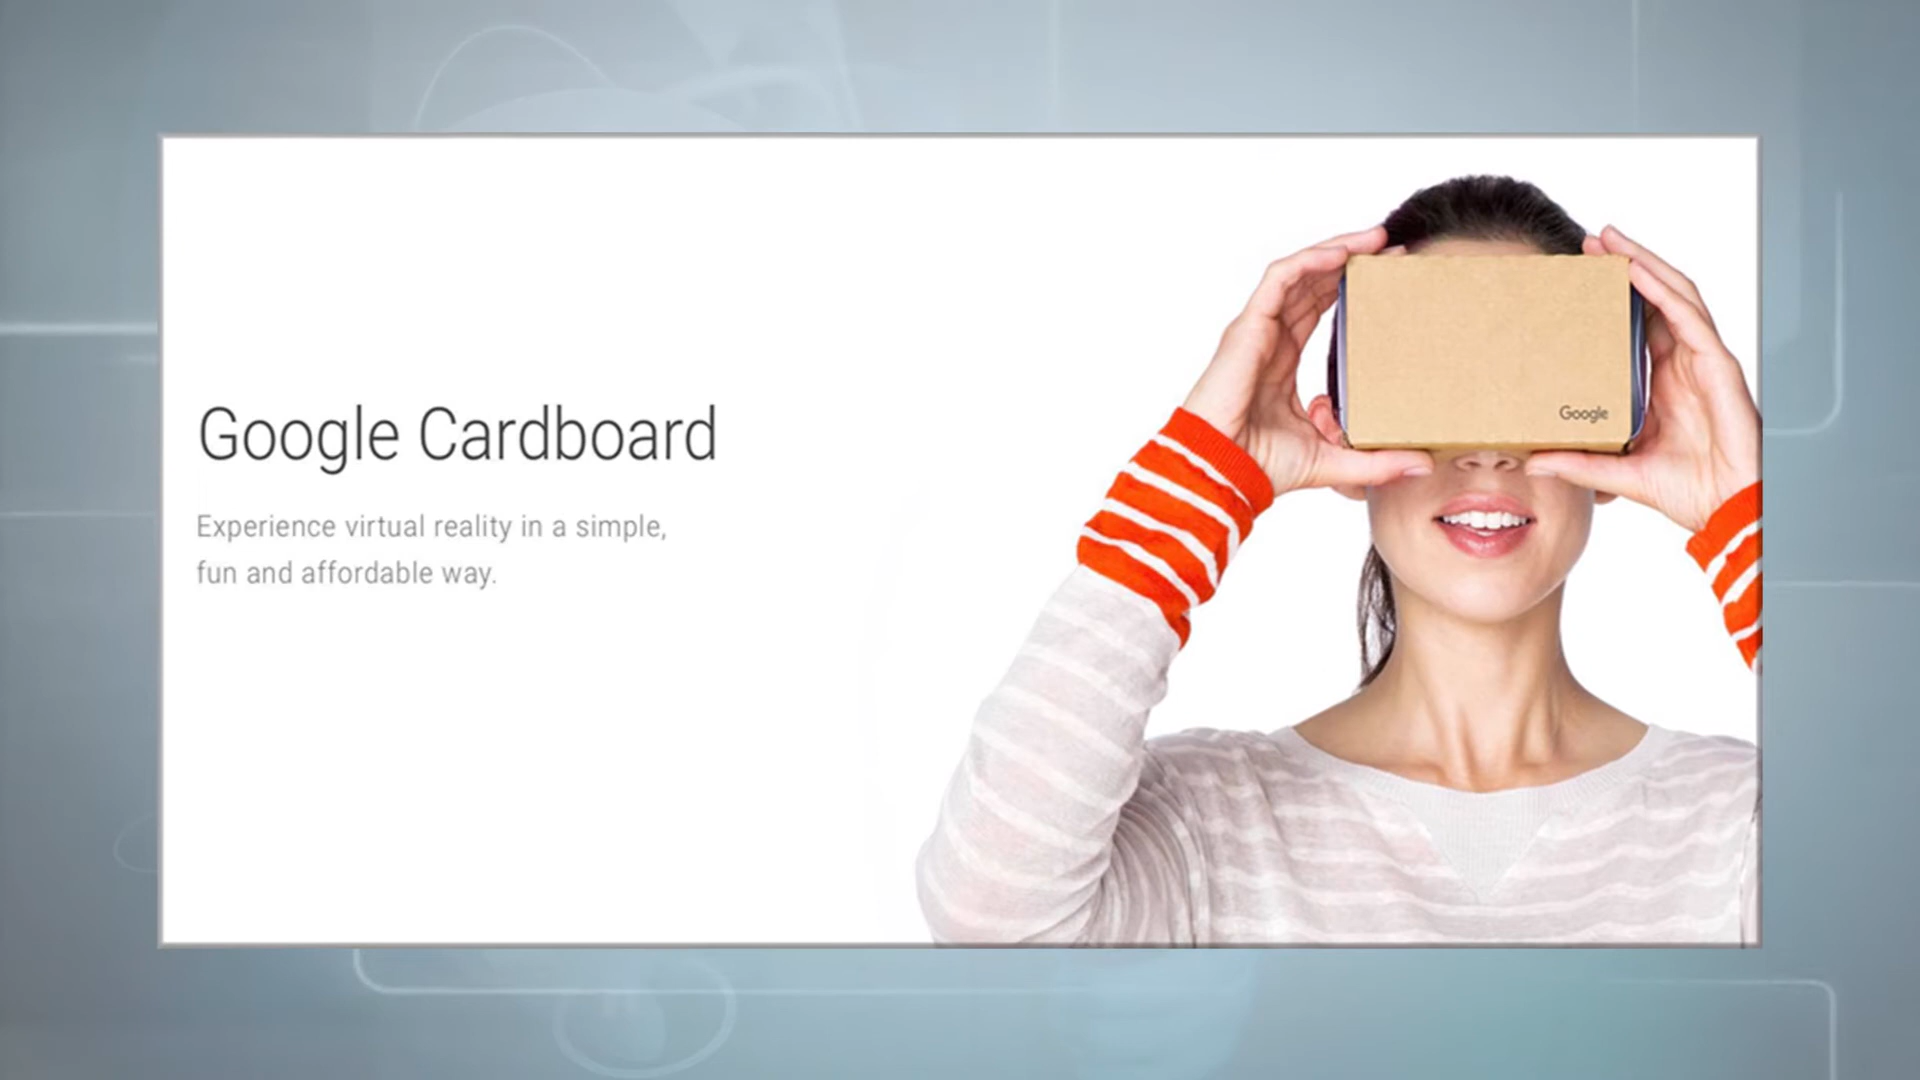 Google Cardboard
Experience virtual reality in a simple,
fun and affordable way.
Google